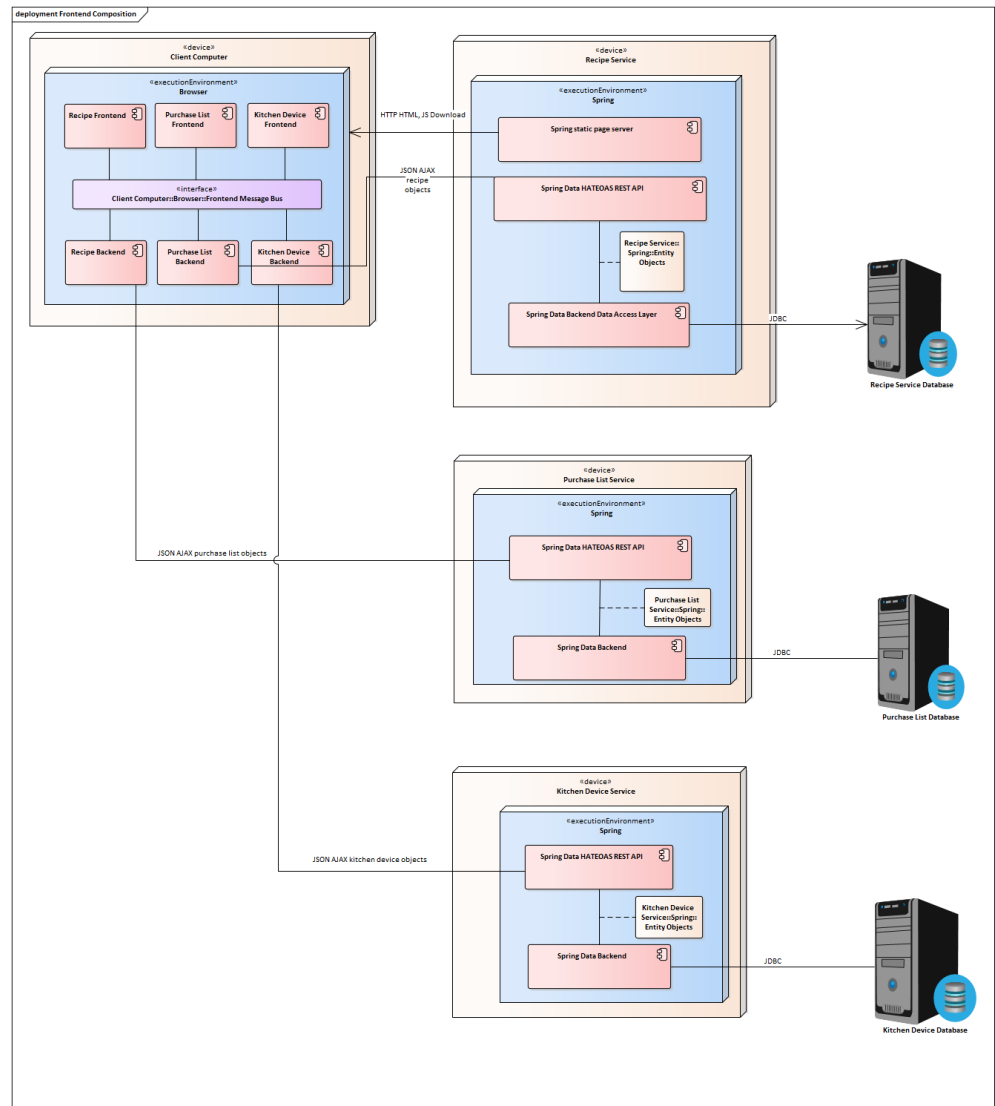 deployment Frontend Composition
«device»
Client Computer
«executionEnvironment»
Browser
Recipe Frontend
Purchase List
Frontend
Kitchen Device
Frontend
«interface»
Client Computer::Browser::Frontend Message Bus
Recipe Backend
Purchase List
Backend
Kitchen Device
Backend
HTTP HTML, JS Download
JSON AJAX
recipe
objects
«device»
Recipe Service
«executionEnvironment»
Spring
Spring static page server
Spring Data HATEOAS REST API
Recipe Service::
Spring::Entity
Objects
Spring Data Backend Data Access Layer
JDBC
Recipe Service Database
«device»
Purchase List Service
«executionEnvironment»
Spring
Spring Data HATEOAS REST API
JSON AJAX purchase list objects
Purchase List
Service::Spring::
Entity Objects
Spring Data Backend
JDBC
Purchase List Database
«device»
Kitchen Device Service
«executionEnvironment»
Spring
Spring Data HATEOAS REST API
JSON AJAX kitchen device objects
Kitchen Device
Service::Spring::
Entity Objects
Spring Data Backend
JDBC
Kitchen Device Database